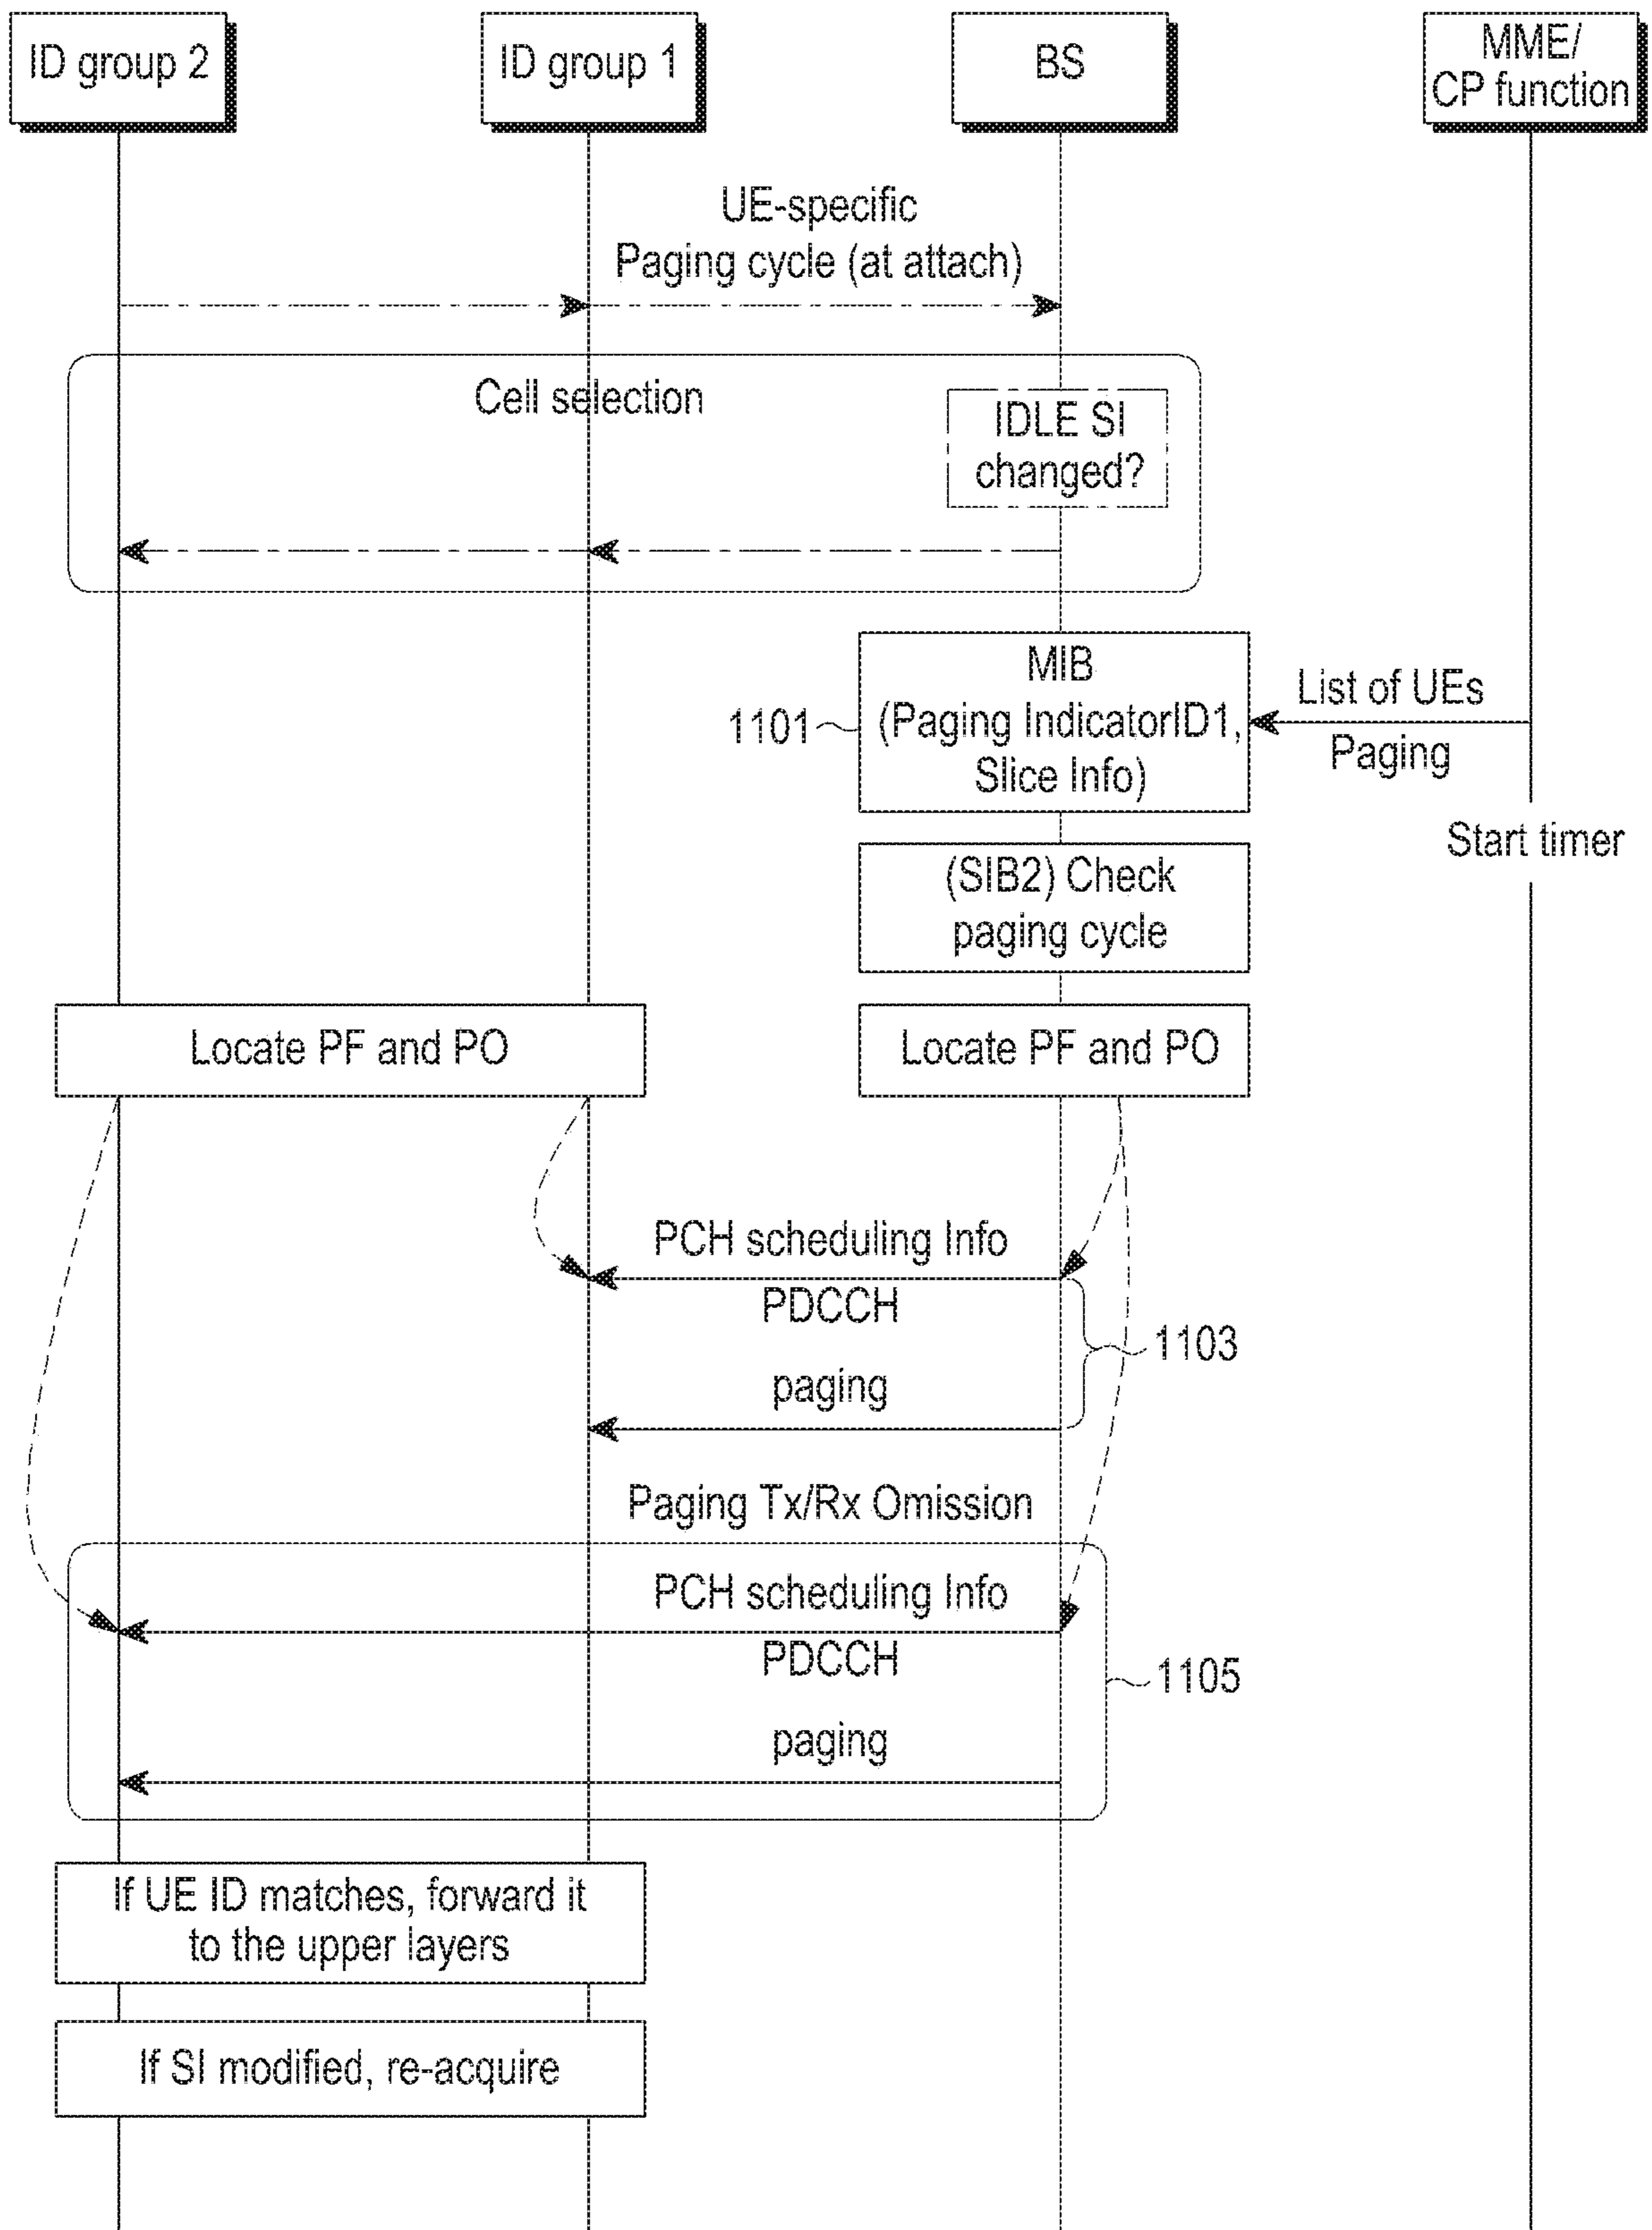 ID group 2
ID group 1
BS
MME/
CP function
UE-specific
Paging cycle (at attach)
Cell selection
IDLE SI
changed?
MIB
(Paging IndicatorID1,
Slice Info)
1101
List of UEs
Paging
Start timer
(SIB2) Check
paging cycle
Locate PF and PO
Locate PF and PO
PCH scheduling Info
PDCCH
1103
paging
Paging Tx/Rx Omission
PCH scheduling Info
PDCCH
1105
paging
If UE ID matches, forward it
to the upper layers
If SI modified, re-acquire